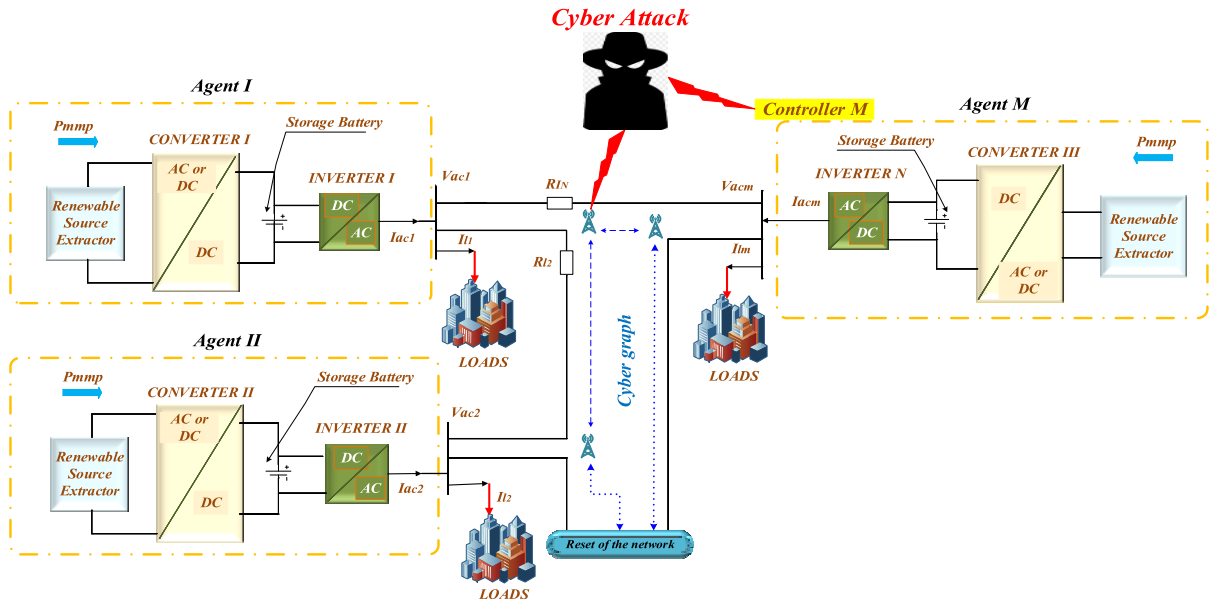 Cyber Attack
Agent I
Pmmp
CONVERTER I
Storage Battery
AC or
DC
DC
Renewable
Source
Extractor
INVERTER I
DC
AC
Iac1
Vac1
Il1
LOADS
RlN
Rl2
Controller M
Agent M
Pmmp
Storage Battery
CONVERTER III
INVERTER N
AC
DC
DC
AC or
DC
Renewable
Source
Extractor
Vacm
Iacm
Ilm
LOADS
Cyber graph
Agent II
Pmmp
CONVERTER II
Storage Battery
AC or
DC
DC
Renewable
Source
Extractor
INVERTER II
DC
AC
Iac2
Vac2
Il2
LOADS
Reset of the network